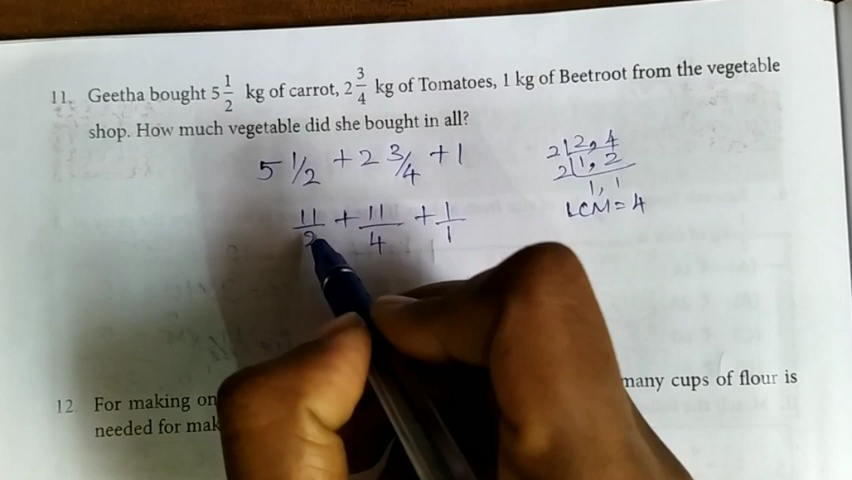 11. Geetha bought 5 1/2 kg of carrot, 2 3/4 kg of Tomatoes, 1 kg of Beetroot from the vegetable
shop. How much vegetable did she bought in all?
5 1/2 + 2 3/4 + 1
11/2 + 11/4 + 1/1
2 | 2, 4
2 | 1, 2
1, 1
LCM = 4
12. For making on many cups of flour is
needed for mak